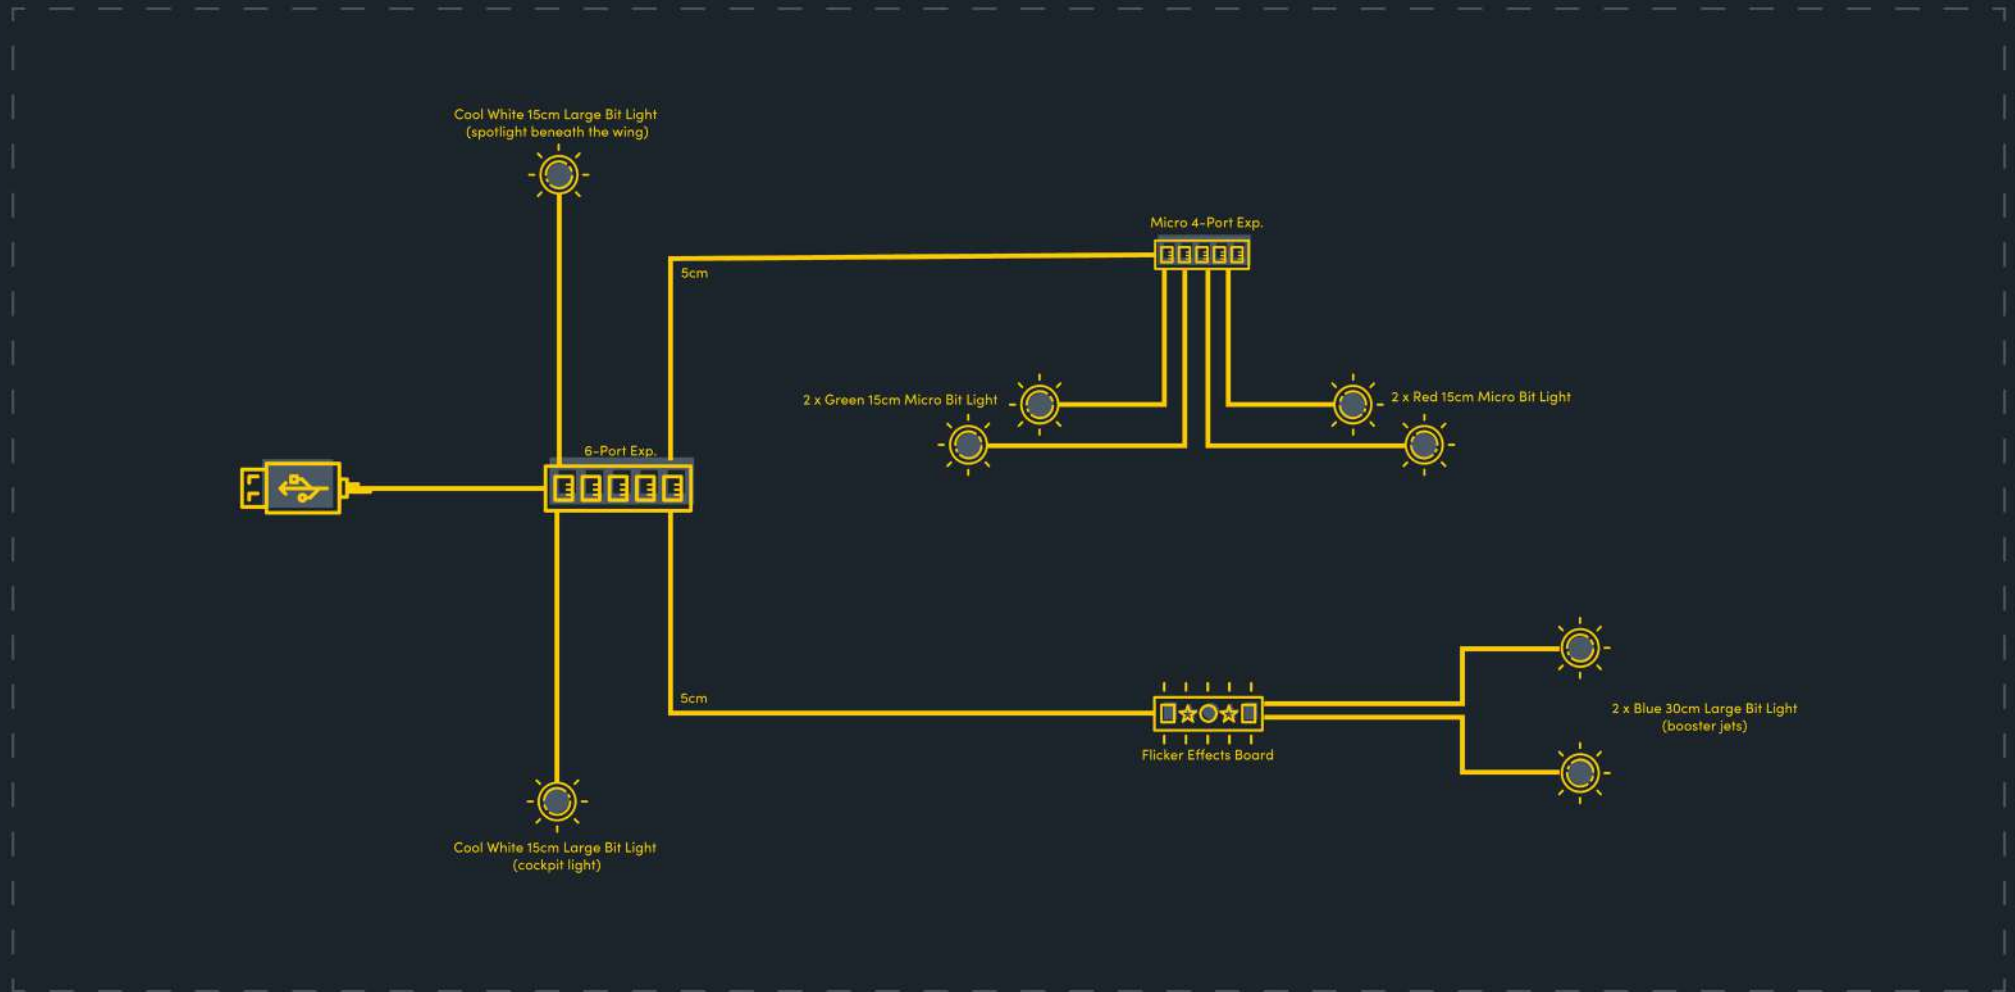 Cool White 15cm Large Bit Light
(spotlight beneath the wing)
Micro 4-Port Exp.
5cm
2 x Green 15cm Micro Bit Light
2 x Red 15cm Micro Bit Light
6-Port Exp.
5cm
2 x Blue 30cm Large Bit Light
(booster jets)
Flicker Effects Board
Cool White 15cm Large Bit Light
(cockpit light)